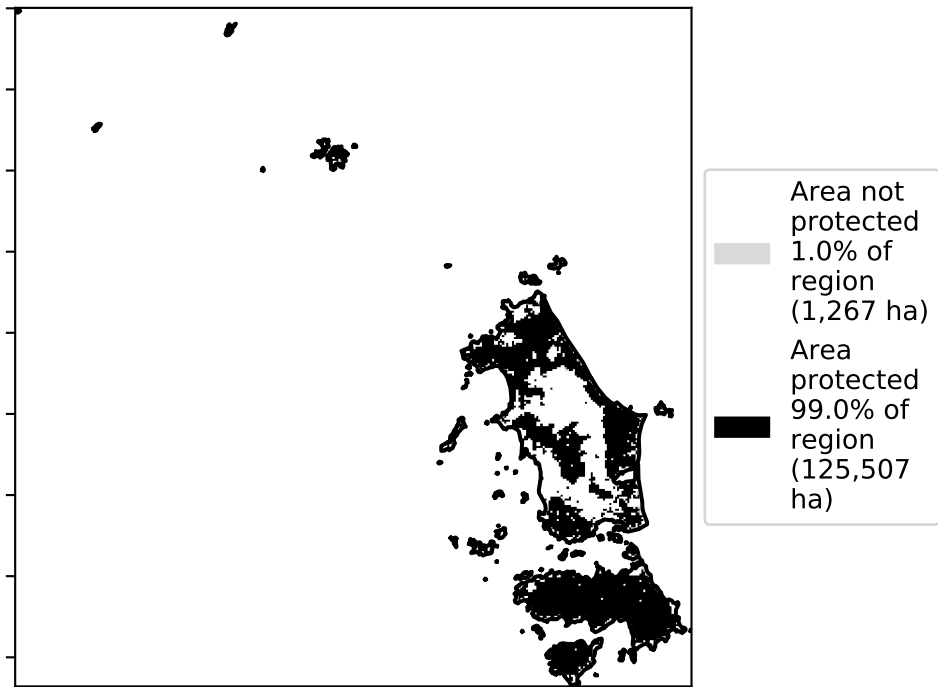 Area not
protected
1.0% of
region
(1,267 ha)
Area
protected
99.0% of
region
(125,507
ha)